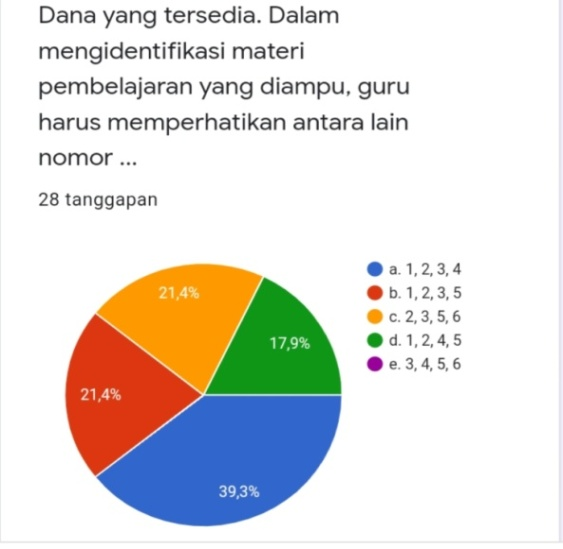 Dana yang tersedia. Dalam
mengidentifikasi materi
pembelajaran yang diampu, guru
harus memperhatikan antara lain
nomor ...
28 tanggapan
a. 1, 2, 3, 4
b. 1, 2, 3, 5
c. 2, 3, 5, 6
d. 1, 2, 4, 5
e. 3, 4, 5, 6
21,4%
17,9%
21,4%
39,3%